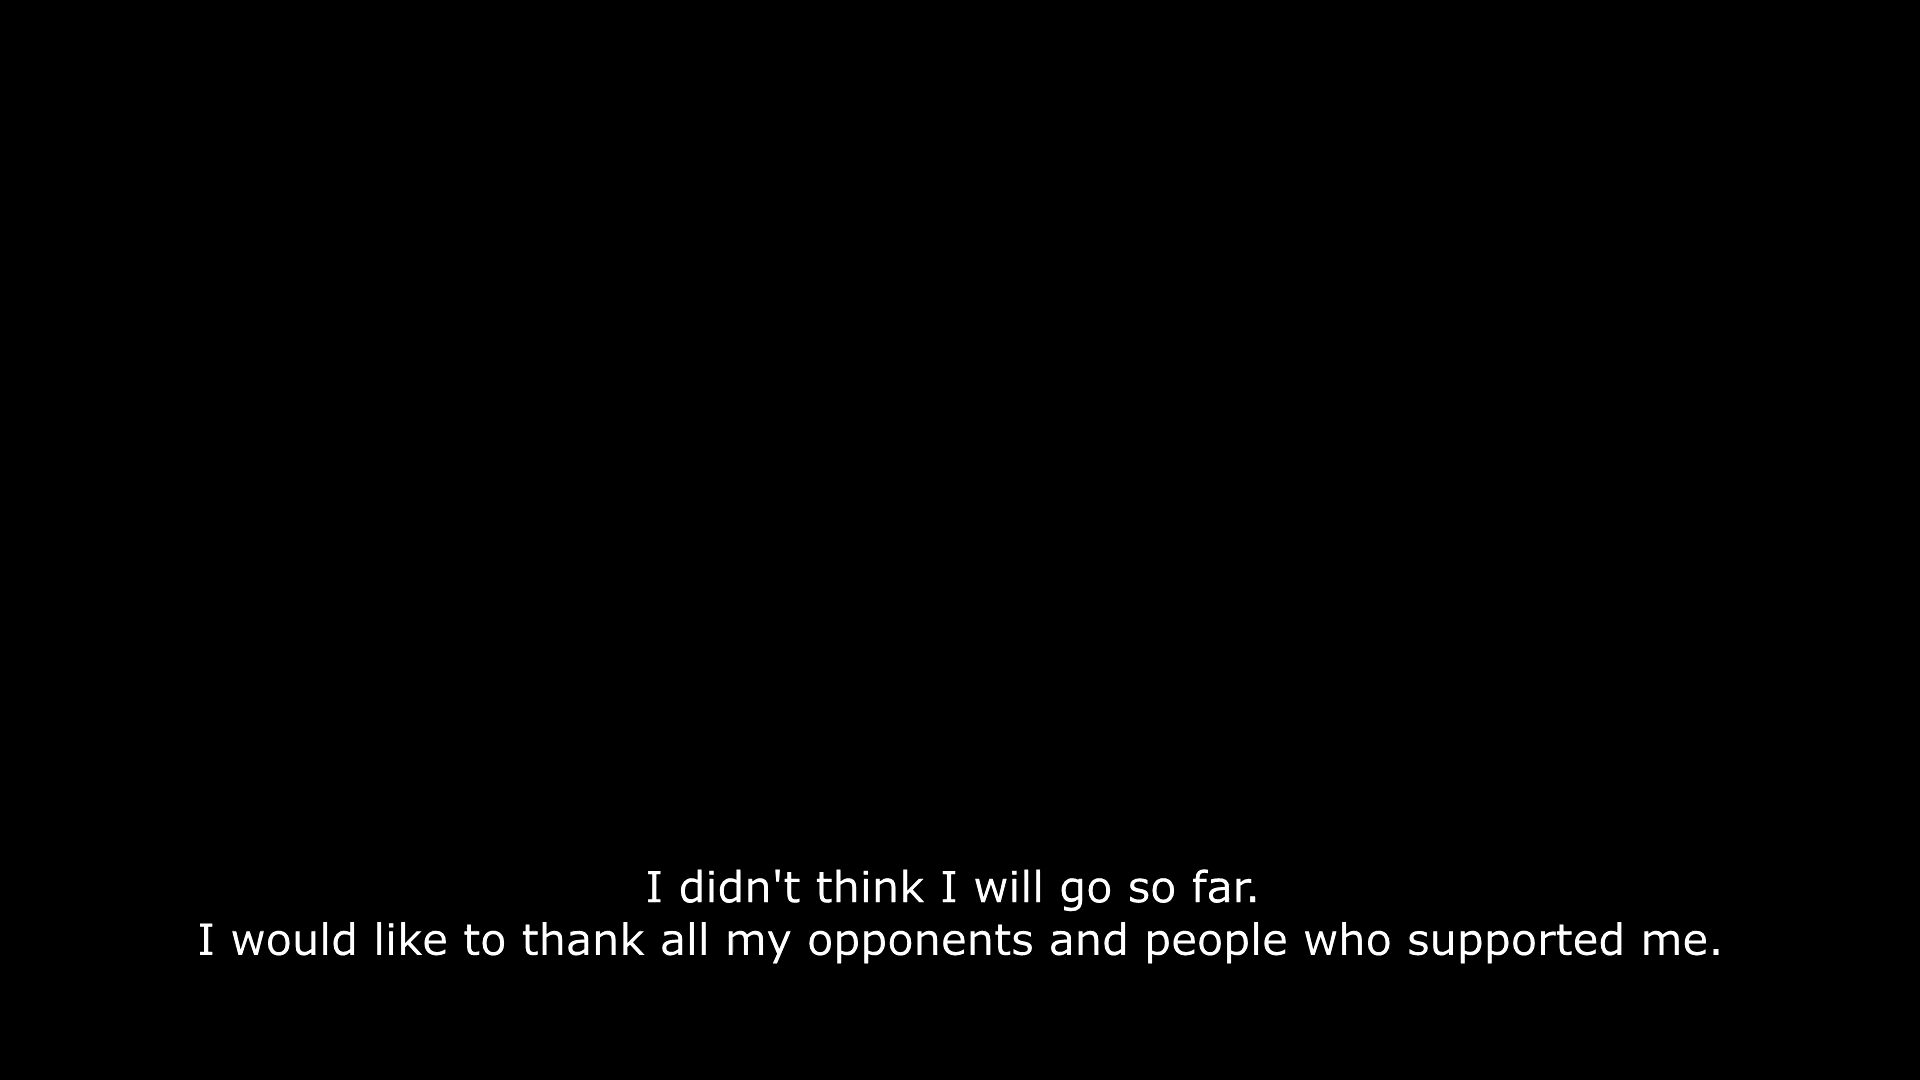 I didn't think I will go so far.
I would like to thank all my opponents and people who supported me.